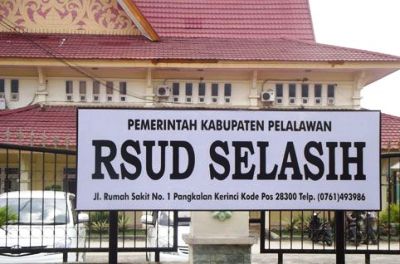 PEMERINTAH KABUPATEN PELALAWAN
RSUD SELASIH
Jl. Rumah Sakit No. 1 Pangkalan Kerinci Kode Pos 28300 Telp. (0761)493986